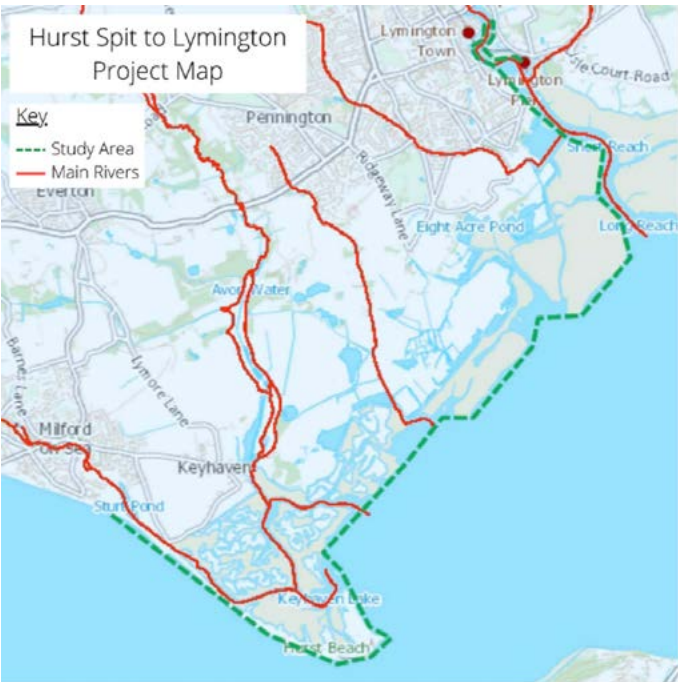 Hurst Spit to Lymington
Project Map
Key
Study Area
Main Rivers
Lymington
Town
Lymington
Pier
Court Road
Short Reach
Pennington
Everton
Ridgeway Lane
Eight Acre Pond
Long Reach
Avon Water
Barnes Lane
Lymore Lane
Milford
on Sea
Keyhaven
Sturt Pond
Keyhaven Lake
Hurst Beach